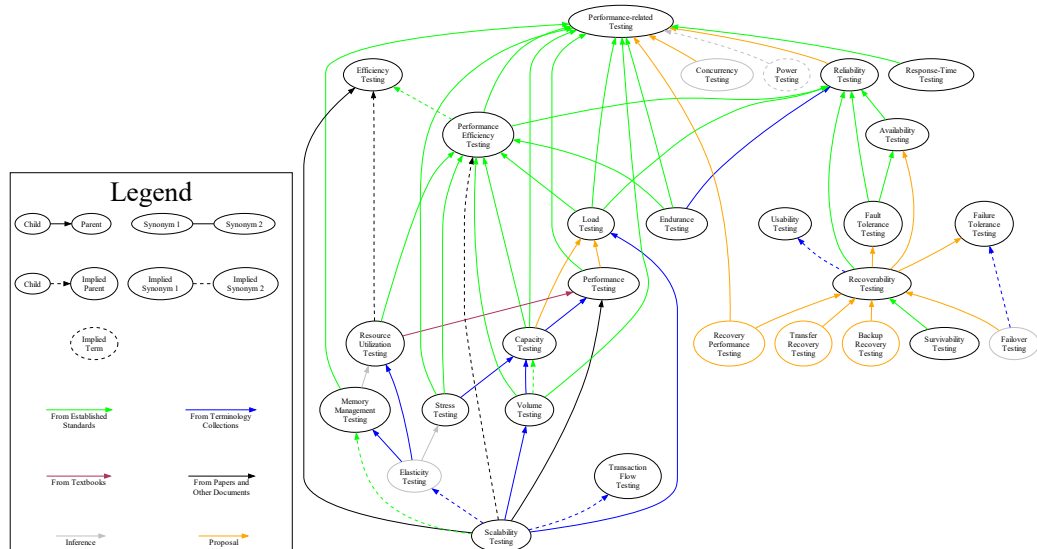 Performance-related
Testing
Efficiency
Testing
Concurrency
Testing
Power
Testing
Reliability
Testing
Response-Time
Testing
Performance
Efficiency
Testing
Availability
Testing
Legend
Child
Parent
Synonym 1
Synonym 2
Child
Implied
Parent
Implied
Synonym 1
Implied
Synonym 2
Implied
Term
From Established
Standards
From Terminology
Collections
From Textbooks
From Papers and
Other Documents
Inference
Proposal
Load
Testing
Endurance
Testing
Usability
Testing
Fault
Tolerance
Testing
Failure
Tolerance
Testing
Performance
Testing
Recoverability
Testing
Resource
Utilization
Testing
Capacity
Testing
Recovery
Performance
Testing
Transfer
Recovery
Testing
Backup
Recovery
Testing
Survivability
Testing
Failover
Testing
Memory
Management
Testing
Stress
Testing
Volume
Testing
Elasticity
Testing
Transaction
Flow
Testing
Scalability
Testing